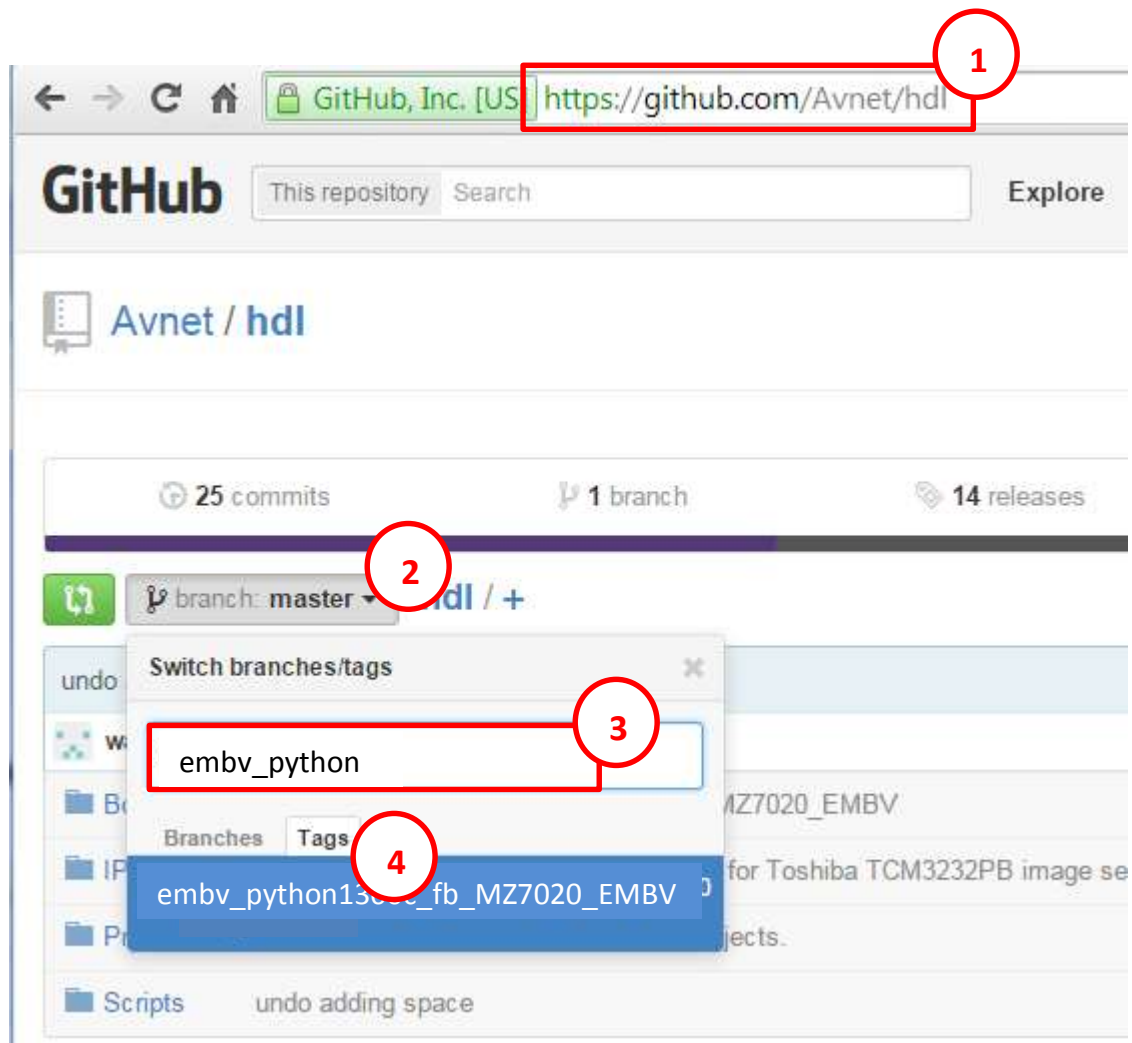 1
GitHub, Inc. [US] https://github.com/Avnet/hdl
GitHub This repository Search Explore
Avnet / hdl
25 commits 1 branch 14 releases
2
branch: master hdl / +
undo Switch branches/tags
3
embv_python
MZ7020_EMBV
Branches Tags
4
for Toshiba TCM3232PB image se
fb_MZ7020_EMBV
jects.
Scripts undo adding space